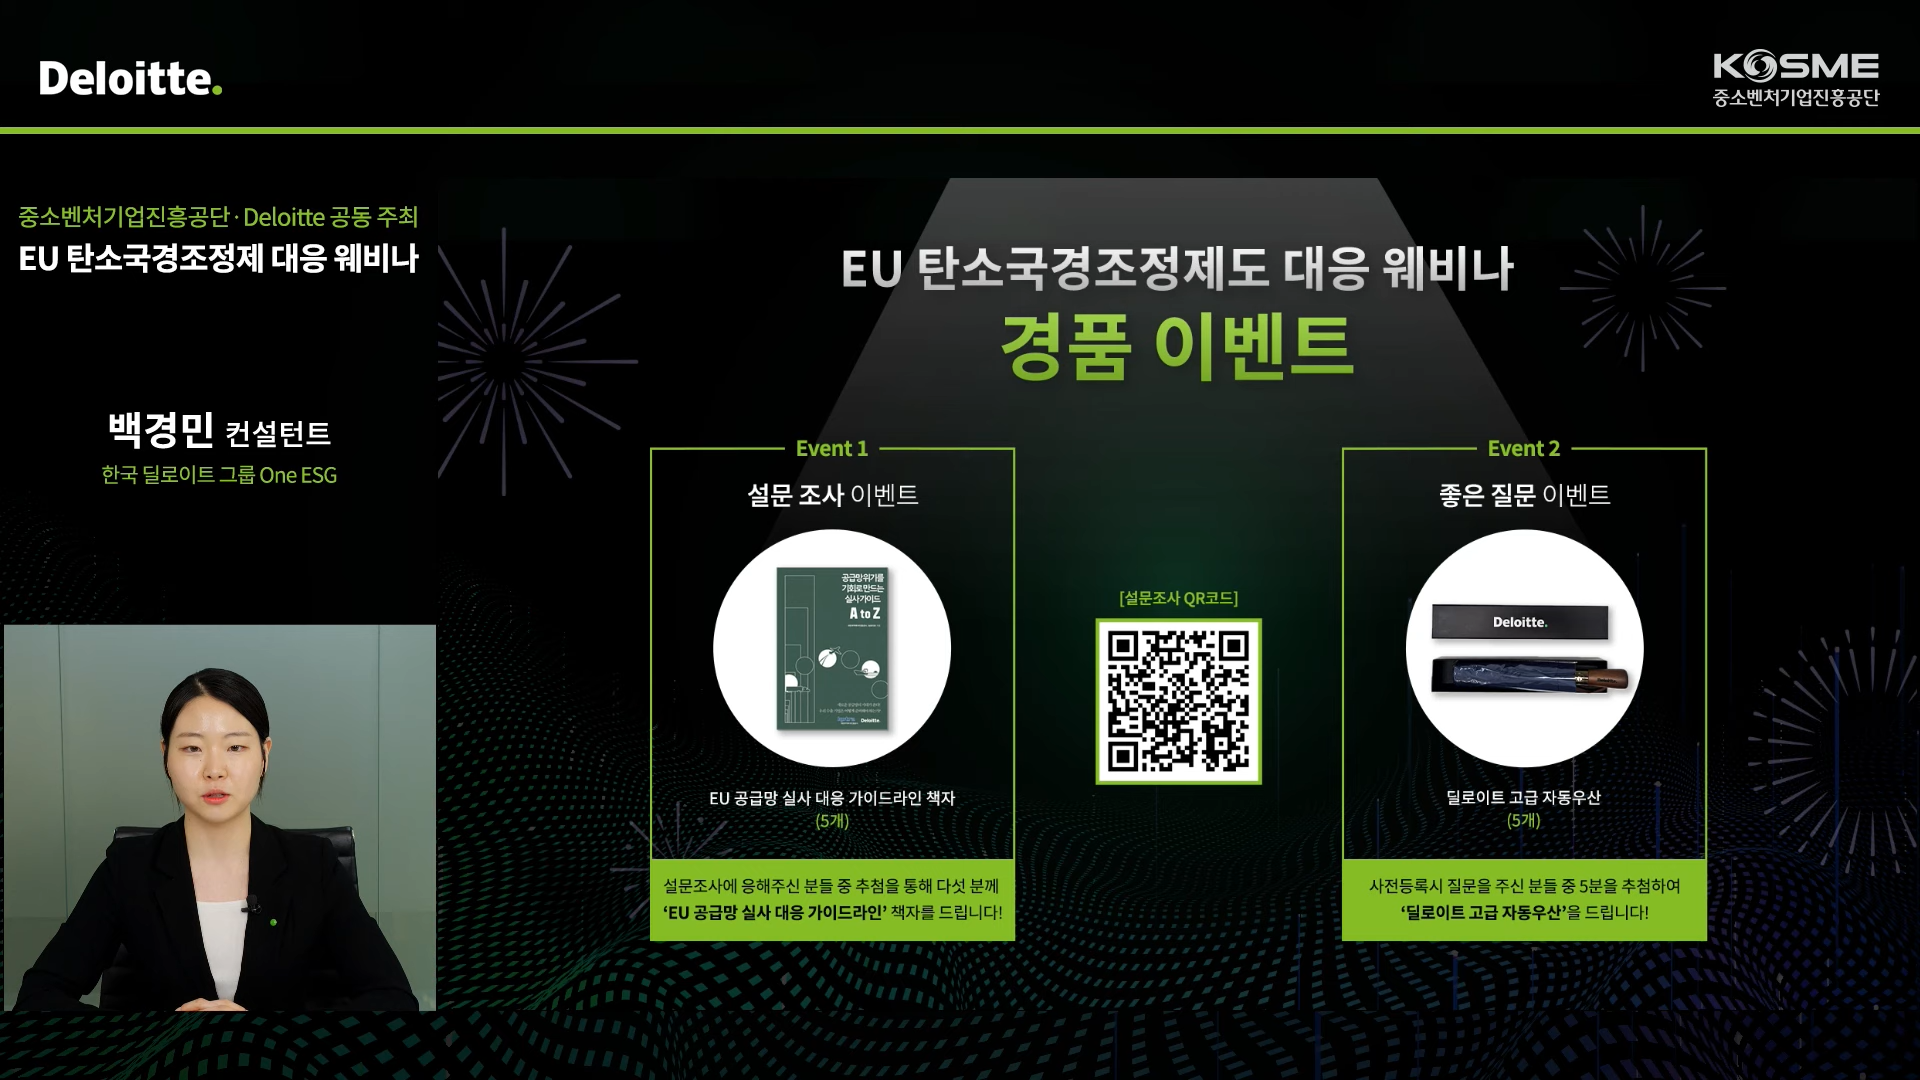 Deloitte.
KOSME
중소벤처기업진흥공단
중소벤처기업진흥공단·Deloitte 공동 주최
EU 탄소국경조정제 대응 웨비나
백경민 컨설턴트
한국 딜로이트 그룹 One ESG
EU 탄소국경조정제도 대응 웨비나
경품 이벤트
Event 1
설문 조사 이벤트
공급망 위기를
기회로 만드는
실사 가이드
A to Z
Deloitte.
EU 공급망 실사 대응 가이드라인 책자
(5개)
설문조사에 응해주신 분들 중 추첨을 통해 다섯 분께
‘EU 공급망 실사 대응 가이드라인’ 책자를 드립니다!
[설문조사 QR코드]
Event 2
좋은 질문 이벤트
Deloitte.
딜로이트 고급 자동우산
(5개)
사전등록시 질문을 주신 분들 중 5분을 추첨하여
‘딜로이트 고급 자동우산’을 드립니다!